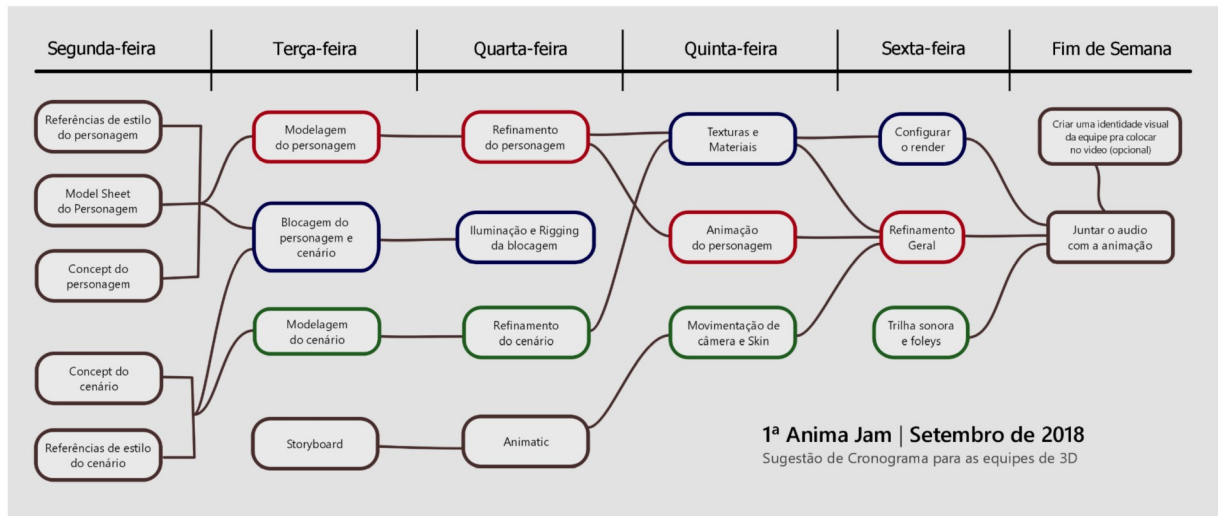 Segunda-feira
Terça-feira
Quarta-feira
Quinta-feira
Sexta-feira
Fim de Semana
Referências de estilo
do personagem
Model Sheet
do Personagem
Concept do
personagem
Concept do
cenário
Referências de estilo
do cenário
Modelagem
do personagem
Blocagem do
personagem e
cenário
Modelagem
do cenário
Storyboard
Refinamento
do personagem
Iluminação e Rigging
da blocagem
Refinamento
do cenário
Animatic
Texturas e
Materiais
Animação
do personagem
Movimentação de
câmera e Skin
Configurar
o render
Refinamento
Geral
Trilha sonora
e foleys
Criar uma identidade visual
da equipe pra colocar
no video (opcional)
Juntar o audio
com a animação
1ª Anima Jam | Setembro de 2018
Sugestão de Cronograma para as equipes de 3D